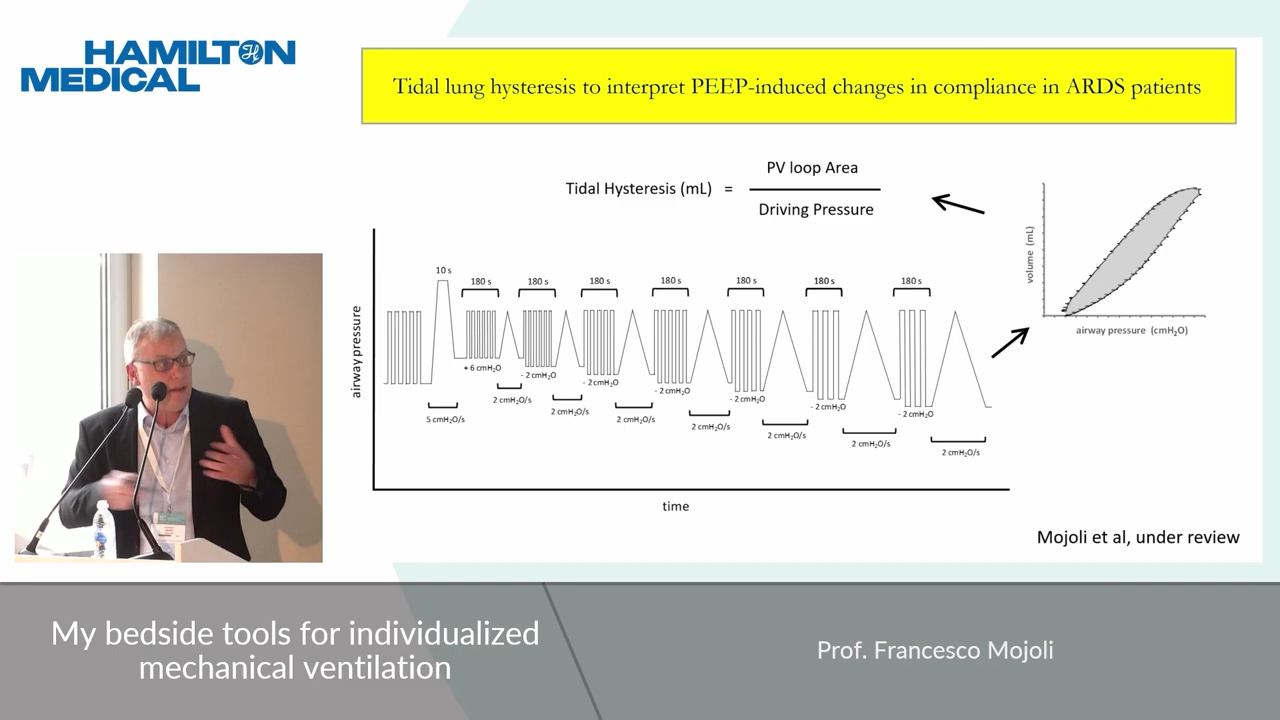 HAMILTON
MEDICAL
Tidal lung hysteresis to interpret PEEP-induced changes in compliance in ARDS patients
Tidal Hysteresis (mL) = PV loop Area
Driving Pressure
volume (mL)
airway pressure (cmH₂O)
airway pressure
10 s
180 s
180 s
180 s
180 s
180 s
180 s
180 s
+ 6 cmH₂O
- 2 cmH₂O
- 2 cmH₂O
- 2 cmH₂O
- 2 cmH₂O
- 2 cmH₂O
- 2 cmH₂O
5 cmH₂O/s
2 cmH₂O/s
2 cmH₂O/s
2 cmH₂O/s
2 cmH₂O/s
2 cmH₂O/s
2 cmH₂O/s
2 cmH₂O/s
time
Mojoli et al, under review
My bedside tools for individualized
mechanical ventilation
Prof. Francesco Mojoli